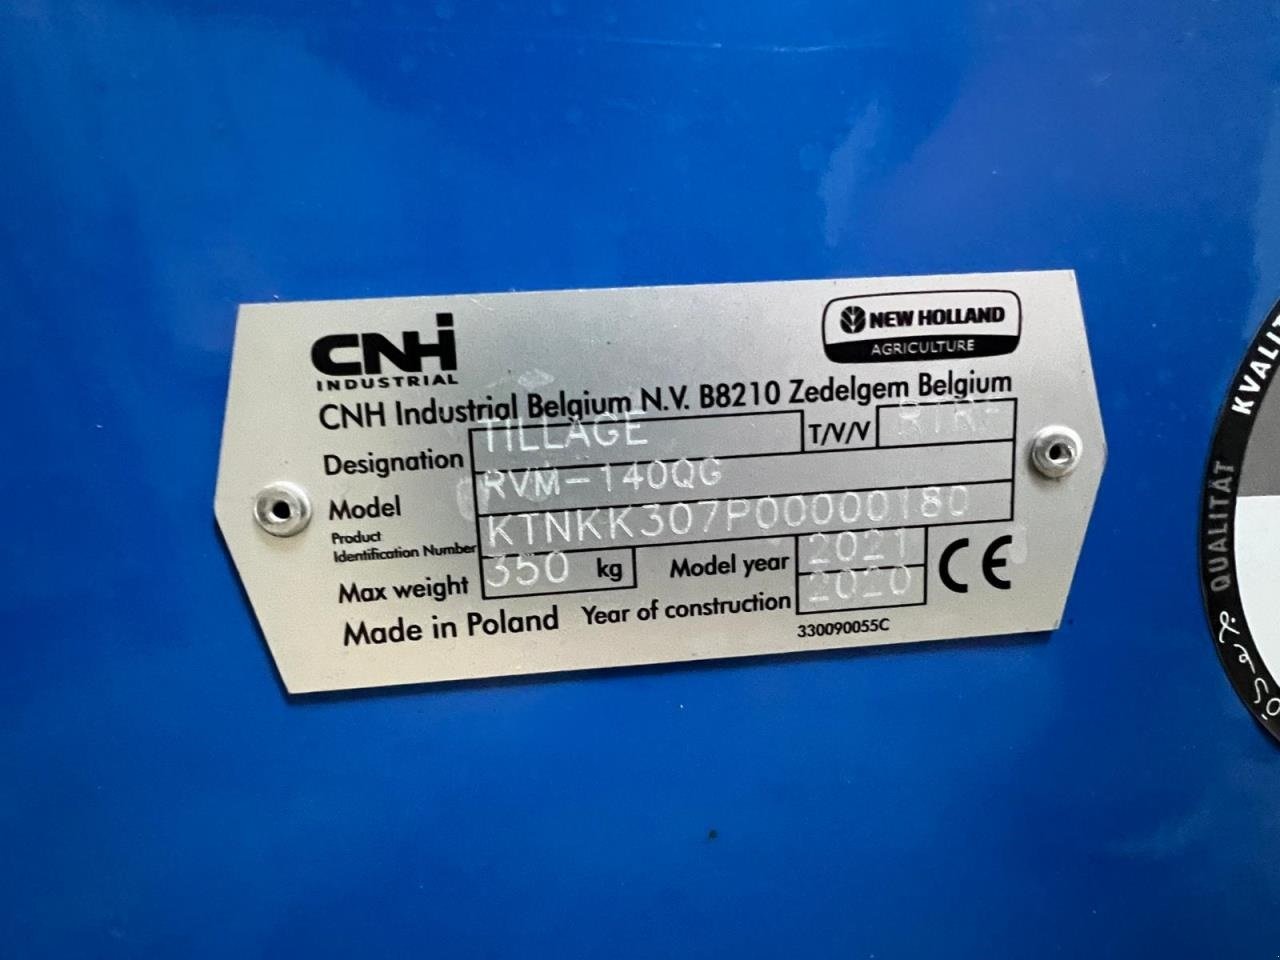 CNH
INDUSTRIAL
NEW HOLLAND
AGRICULTURE
CNH Industrial Belgium N.V. B8210 Zedelgem Belgium
Designation TILLAGE T/V/V
Model RVM-140QG
Product Identification Number KTNKK307P00000180
Max weight 350 kg Model year 2021
Made in Poland Year of construction 2020
CE
330090055C
QUALITÄT